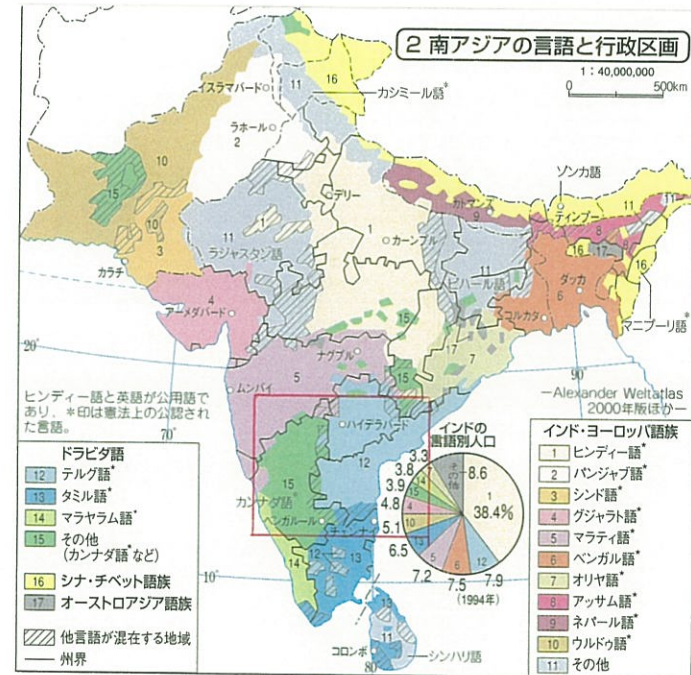 2 南アジアの言語と行政区画
1：40,000,000
0 500km
イスラマバード
カシミール語*
ラホール
デリー
カトマンズ
ゾンカ語
ティンプー
ラジャスタン語
カーンプル
カラチ
ビハール語
ダッカ
アーメダバード
コルカタ
マニプーリ語*
ナグプル
ムンバイ
20°
90°
70°
10°
80°
ハイデラバード
カンナダ語*
ベンガルール
チェンナイ
コロンボ
シンハリ語
ヒンディー語と英語が公用語で
あり，*印は憲法上の公認され
た言語。
ドラビダ語
12 テルグ語*
13 タミル語*
14 マラヤラム語*
15 その他
(カンナダ語*など)
16 シナ・チベット語族
17 オーストロアジア語族
他言語が混在する地域
州界
インドの
言語別人口
1
38.4%
12 7.9
6 7.5
5 7.2
13 6.5
10 5.1
4 4.8
15 3.9
14 3.8
3.3
その他 8.6
(1994年)
―Alexander Weltatlas
2000年版ほか―
インド・ヨーロッパ語族
1 ヒンディー語*
2 パンジャブ語*
3 シンド語*
4 グジャラト語*
5 マラティ語*
6 ベンガル語*
7 オリヤ語*
8 アッサム語*
9 ネパール語*
10 ウルドゥ語*
11 その他